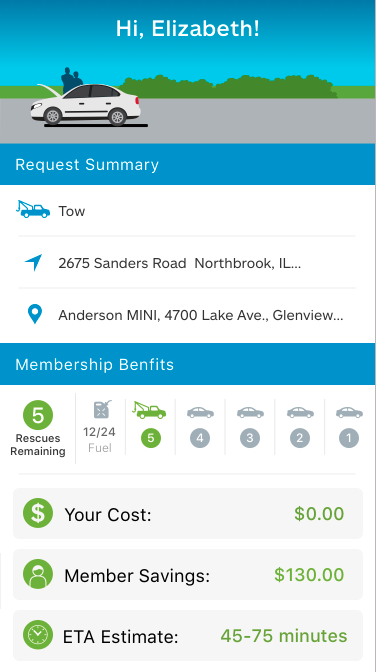 Hi, Elizabeth!
Request Summary
Tow
2675 Sanders Road  Northbrook, IL...
Anderson MINI, 4700 Lake Ave., Glenview...
Membership Benfits
5
Rescues
Remaining
12/24
Fuel
5
4
3
2
1
$ Your Cost: $0.00
Member Savings: $130.00
ETA Estimate: 45-75 minutes